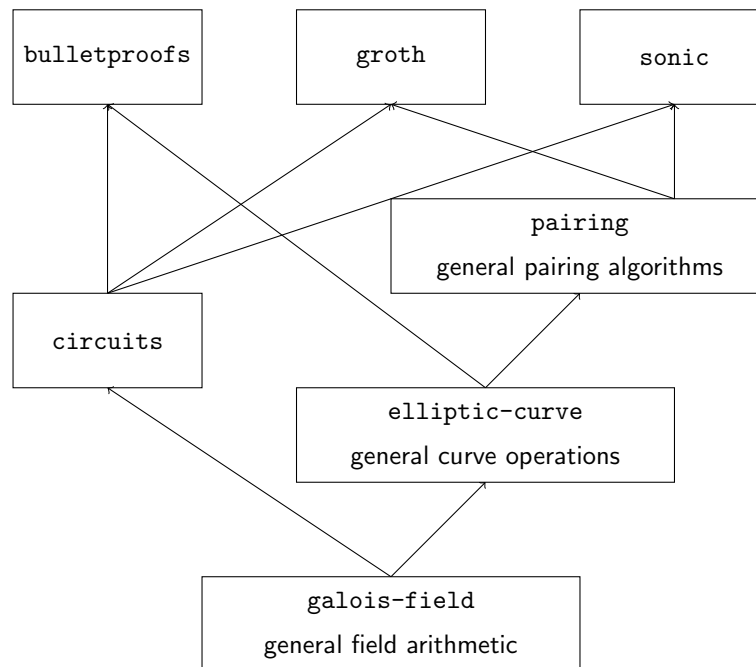 bulletproofs
groth
sonic
pairing
general pairing algorithms
circuits
elliptic-curve
general curve operations
galois-field
general field arithmetic